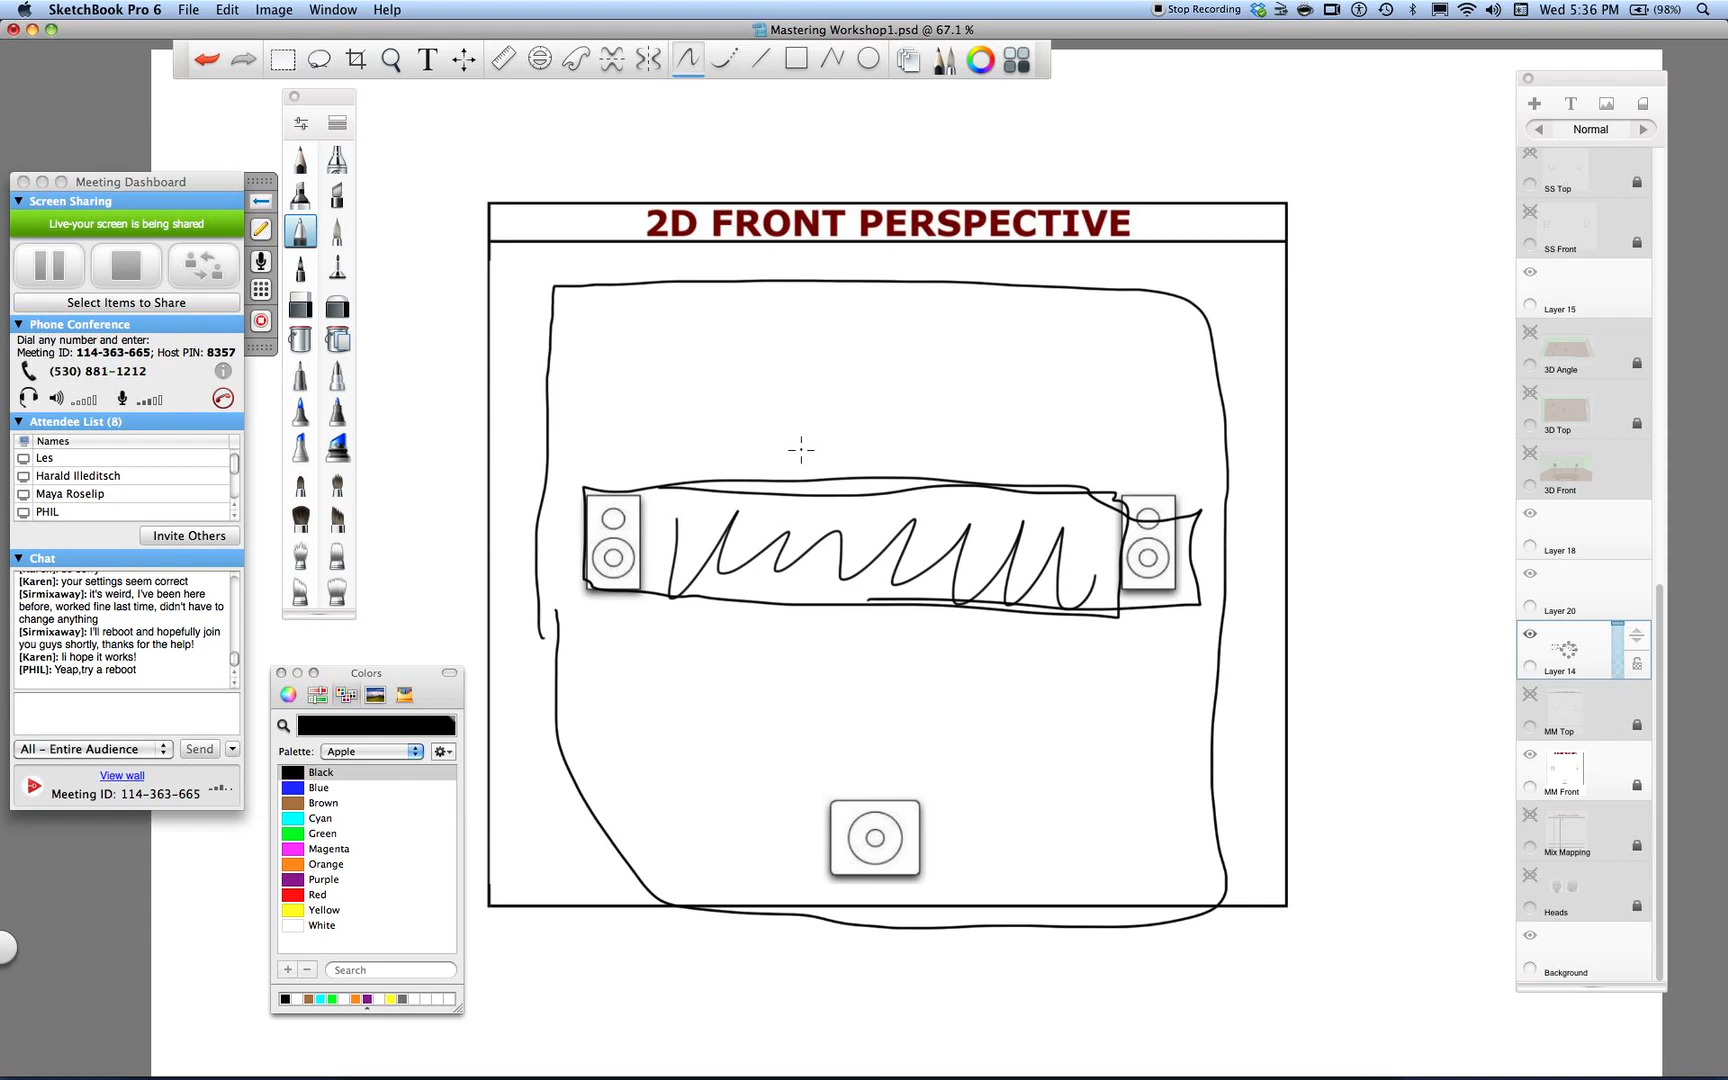 SketchBook Pro 6 File Edit Image Window Help
Stop Recording Wed 5:36 PM (98%)
Mastering Workshop1.psd @ 67.1 %
T
T
Normal
Meeting Dashboard
Screen Sharing
Live-your screen is being shared
Select Items to Share
Phone Conference
Dial any number and enter:
Meeting ID: 114-363-665; Host PIN: 8357
(530) 881-1212
Attendee List (8)
Names
Les
Harald Illeditsch
Maya Roselip
PHIL
Invite Others
Chat
[Karen]: your settings seem correct
[Sirmixaway]: it's weird, I've been here
before, worked fine last time, didn't have to
change anything
[Sirmixaway]: I'll reboot and hopefully join
you guys shortly, thanks for the help!
[Karen]: Ii hope it works!
[PHIL]: Yeap,try a reboot
All - Entire Audience Send
View wall
Meeting ID: 114-363-665
Colors
Palette: Apple
Black
Blue
Brown
Cyan
Green
Magenta
Orange
Purple
Red
Yellow
White
Search
2D FRONT PERSPECTIVE
SS Top
SS Front
Layer 15
3D Angle
3D Top
3D Front
Layer 18
Layer 20
Layer 14
MM Top
MM Front
Mix Mapping
Heads
Background